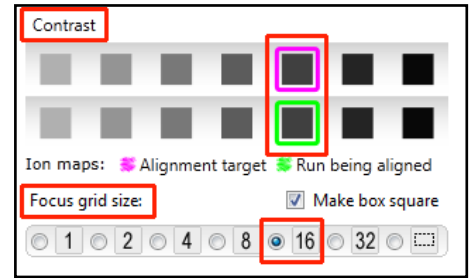 Contrast
Ion maps: Alignment target Run being aligned
Focus grid size: Make box square
1 2 4 8 16 32